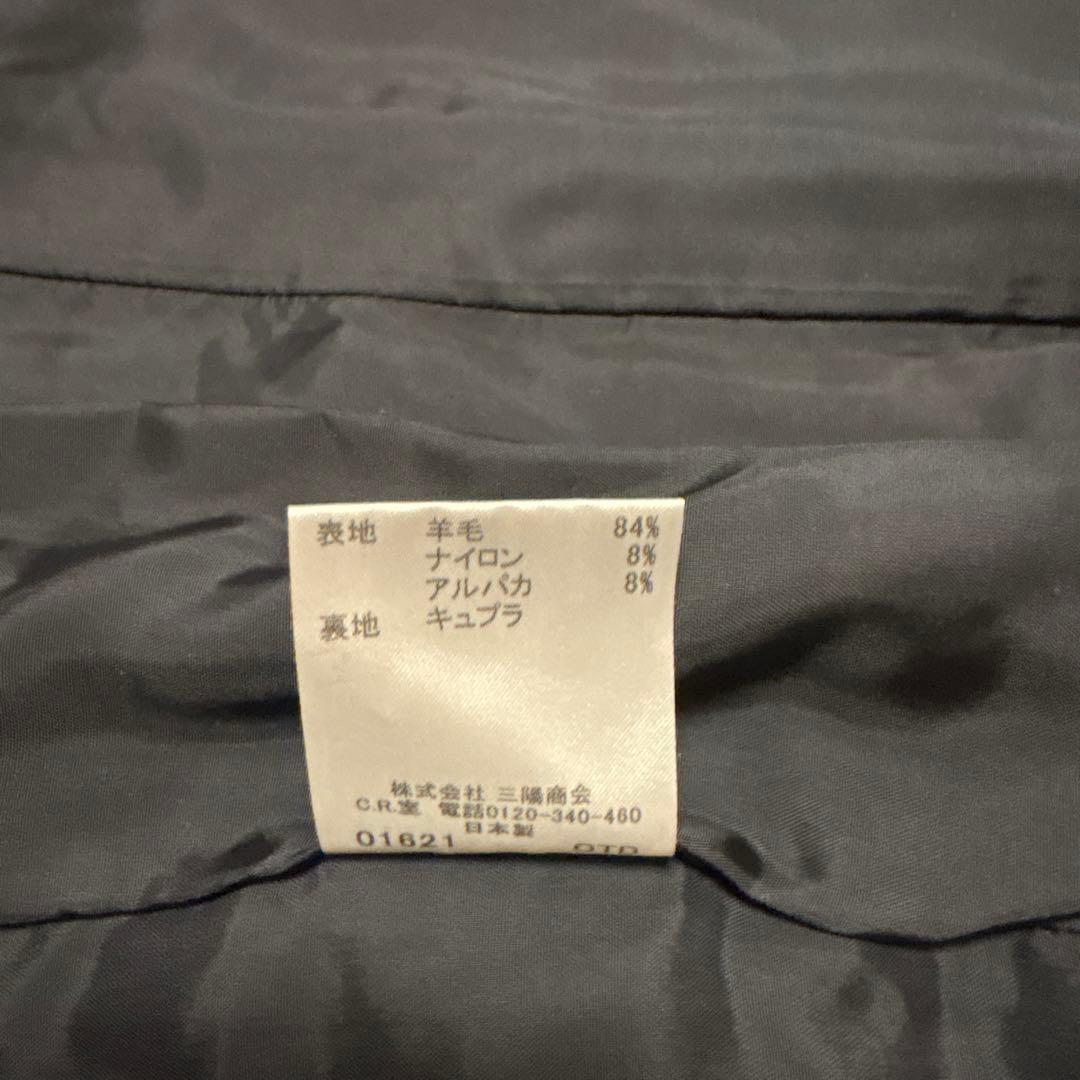 表地 羊毛 84%
ナイロン 8%
アルパカ 8%
裏地 キュプラ
株式会社 三陽商会
C.R.室 電話0120-340-460
日本製
01621